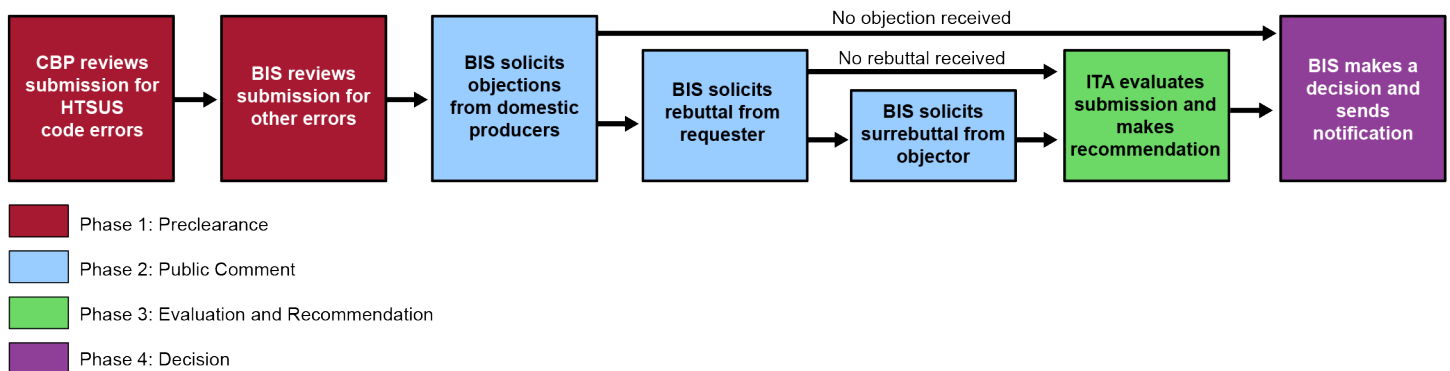 CBP reviews
submission for
HTSUS
code errors
BIS reviews
submission for
other errors
BIS solicits
objections
from domestic
producers
No objection received
BIS solicits
rebuttal from
requester
No rebuttal received
BIS solicits
surrebuttal from
objector
ITA evaluates
submission and
makes
recommendation
BIS makes a
decision and
sends
notification
Phase 1: Preclearance
Phase 2: Public Comment
Phase 3: Evaluation and Recommendation
Phase 4: Decision